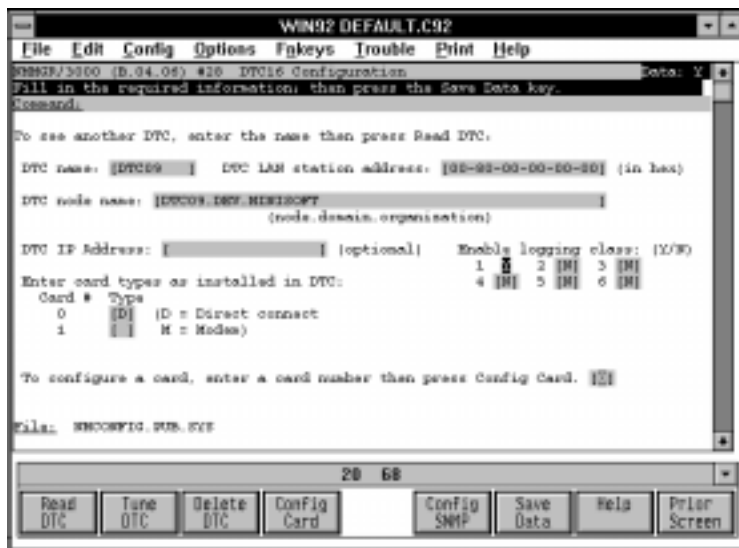 WIN92 DEFAULT.C92
File Edit Config Options Fnkeys Trouble Print Help
NMMGR/3000 (B.04.06) #20 DTC16 Configuration Data: Y
Fill in the required information; then press the Save Data key.
Command:
To see another DTC, enter the name then press Read DTC:
DTC name: [DTC09 ] DTC LAN station address: [00-80-00-00-00-00] (in hex)
DTC node name: [DTC09.DEV.MINISOFT ]
(node.domain.organisation)
DTC IP Address: [ ] (optional) Enable logging class: (Y/N)
1 2 [N] 3 [N]
Enter card types as installed in DTC: 4 [N] 5 [N] 6 [N]
Card # Type
0 [D] (D = Direct connect
1 [ ] M = Modem)
To configure a card, enter a card number then press Config Card.
File: NMCONFIG.PUB.SYS
20 68
Read DTC Tune DTC Delete DTC Config Card Config SNMP Save Data Help Prior Screen